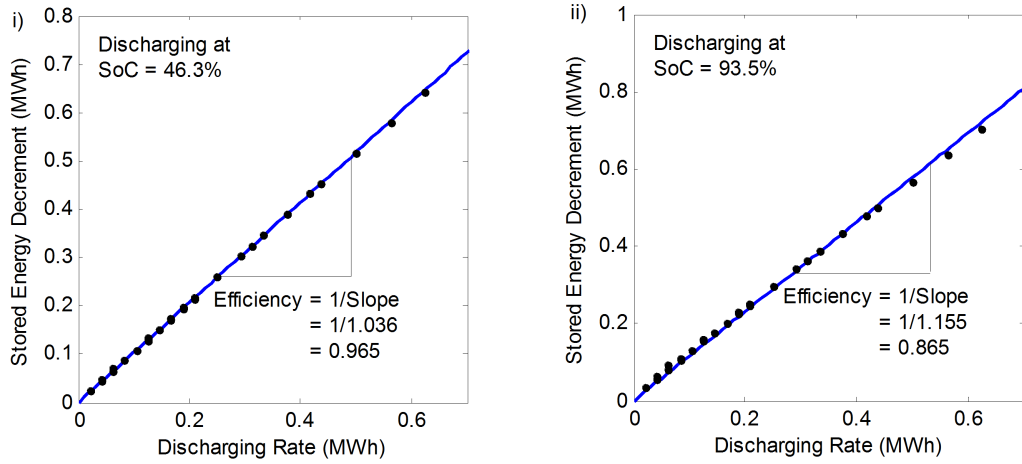 i)
0.8
0.7
0.6
0.5
0.4
0.3
0.2
0.1
0
Stored Energy Decrement (MWh)
Discharging at
SoC = 46.3%
Efficiency = 1/Slope
= 1/1.036
= 0.965
0 0.2 0.4 0.6
Discharging Rate (MWh)
ii)
1
0.8
0.6
0.4
0.2
0
Stored Energy Decrement (MWh)
Discharging at
SoC = 93.5%
Efficiency = 1/Slope
= 1/1.155
= 0.865
0 0.2 0.4 0.6
Discharging Rate (MWh)